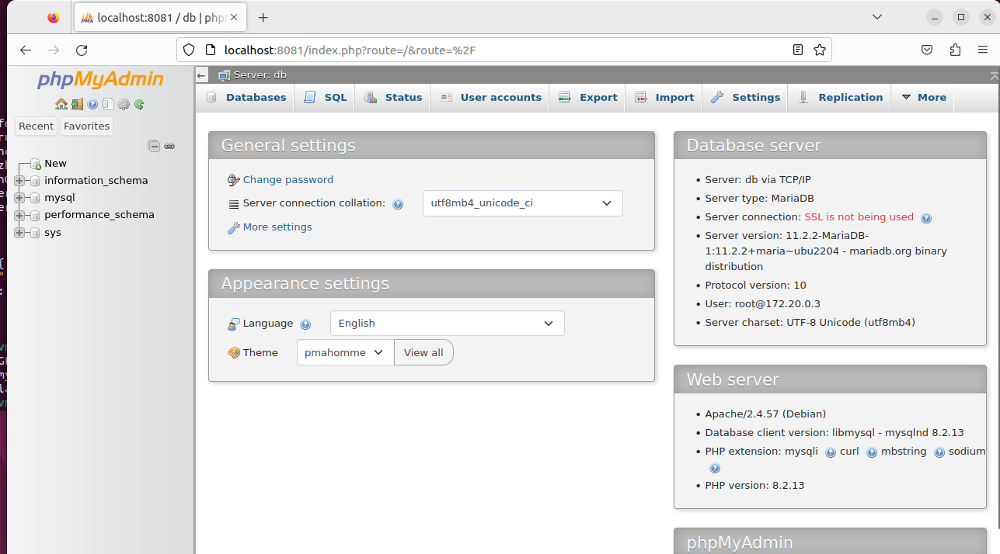 localhost:8081 / db | php
localhost:8081/index.php?route=/&route=%2F
phpMyAdmin
Recent
Favorites
New
information_schema
mysql
performance_schema
sys
Server: db
Databases
SQL
Status
User accounts
Export
Import
Settings
Replication
More
General settings
Change password
Server connection collation:
utf8mb4_unicode_ci
More settings
Appearance settings
Language
English
Theme
pmahomme
View all
Database server
Server: db via TCP/IP
Server type: MariaDB
Server connection: SSL is not being used
Server version: 11.2.2-MariaDB-
1:11.2.2+maria~ubu2204 - mariadb.org binary
distribution
Protocol version: 10
User: root@172.20.0.3
Server charset: UTF-8 Unicode (utf8mb4)
Web server
Apache/2.4.57 (Debian)
Database client version: libmysql - mysqlnd 8.2.13
PHP extension: mysqli curl mbstring sodium
PHP version: 8.2.13
phpMyAdmin